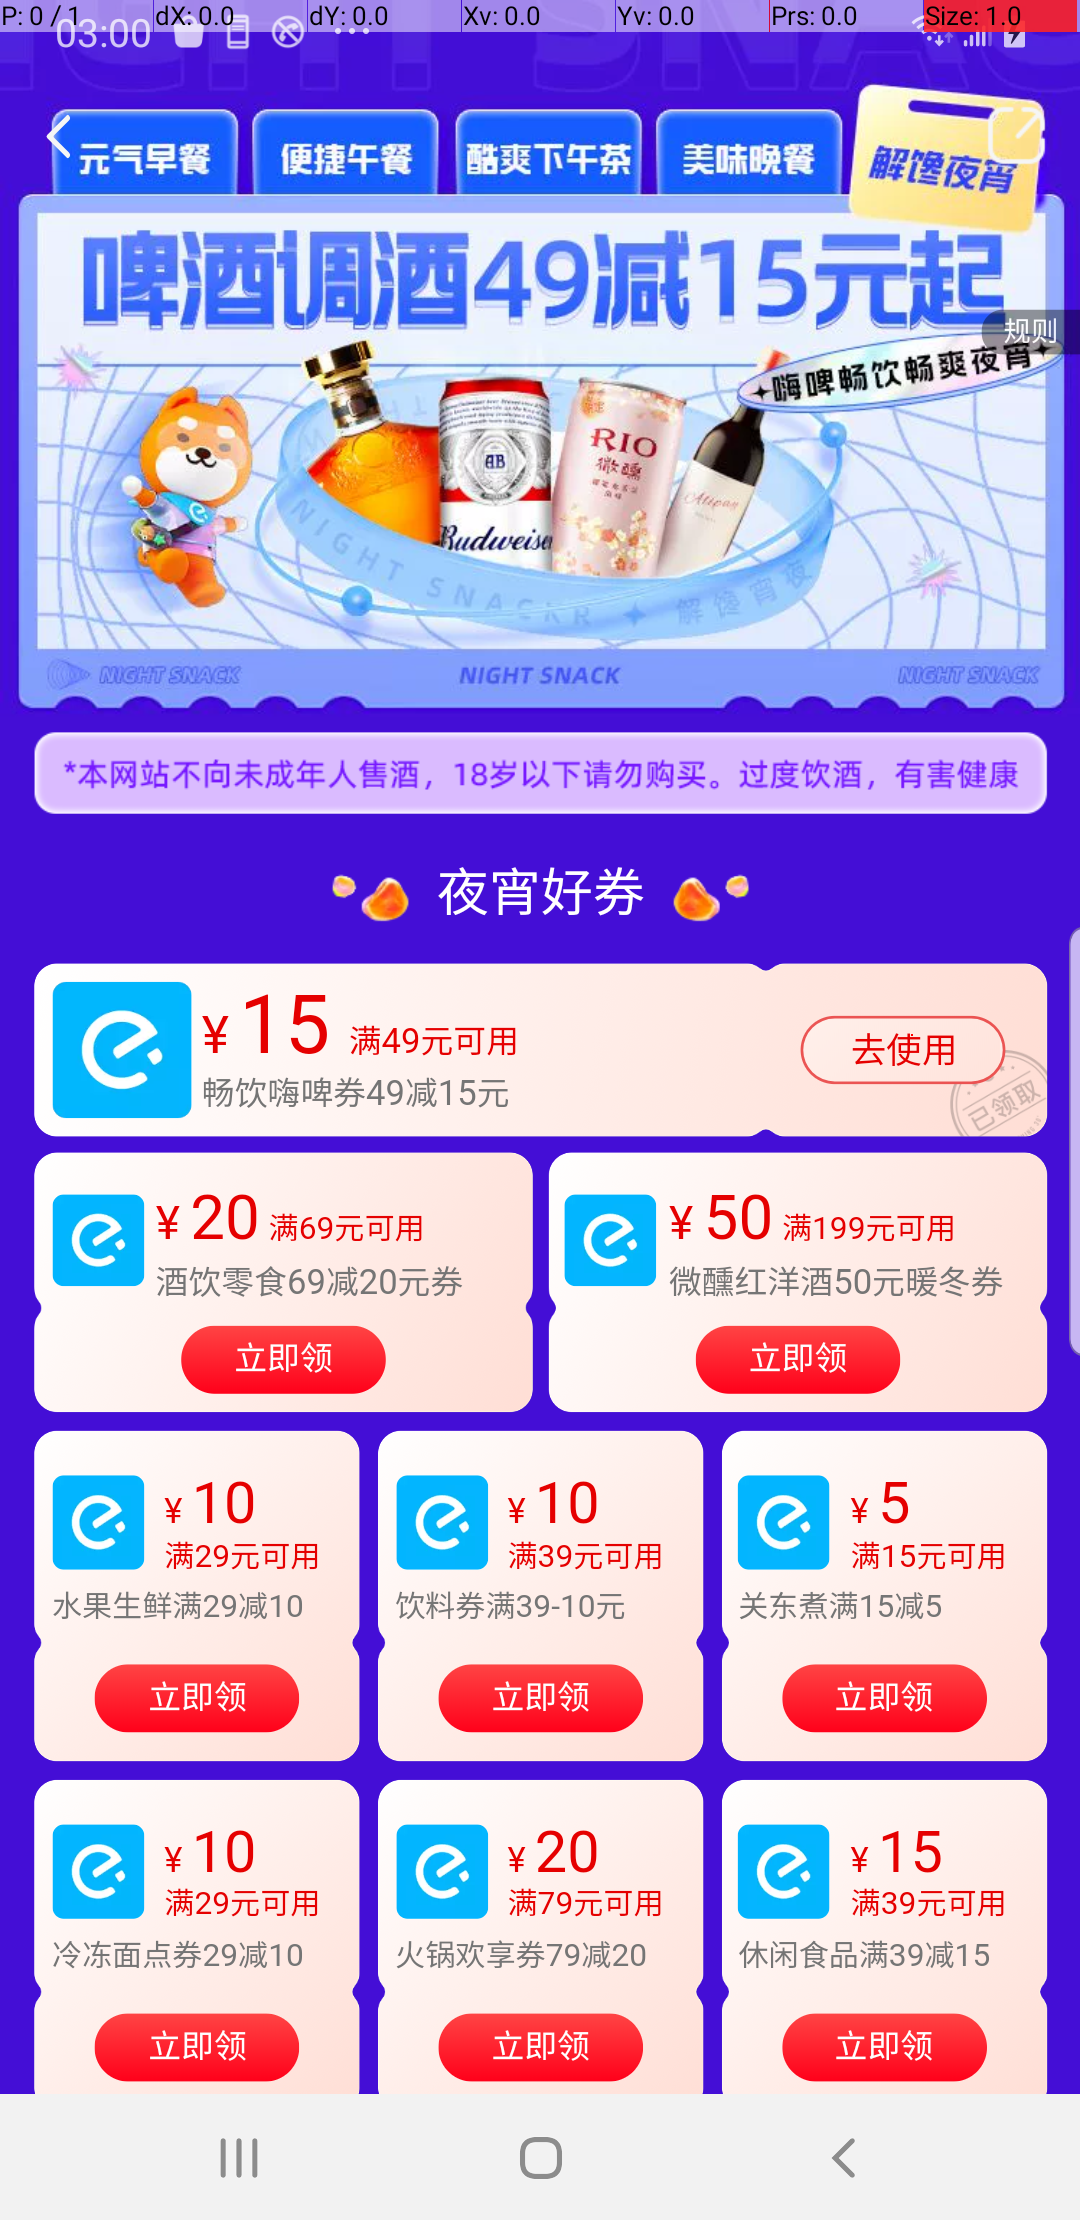 P: 0 / 1 dX: 0.0 dY: 0.0 Xv: 0.0 Yv: 0.0 Prs: 0.0 Size: 1.0
03:00
元气早餐 便捷午餐 酷爽下午茶 美味晚餐 解馋夜宵
啤酒调酒49减15元起
规则
嗨啤畅饮畅爽夜宵
AB
Budweiser
RIO
微醺
NIGHT SNACKR 解馋宵夜
NIGHT SNACK NIGHT SNACK NIGHT SNACK
*本网站不向未成年人售酒，18岁以下请勿购买。过度饮酒，有害健康
夜宵好券
¥ 15 满49元可用
畅饮嗨啤券49减15元
去使用
已领取
¥ 20 满69元可用
酒饮零食69减20元券
立即领
¥ 50 满199元可用
微醺红洋酒50元暖冬券
立即领
¥ 10
满29元可用
水果生鲜满29减10
立即领
¥ 10
满39元可用
饮料券满39-10元
立即领
¥ 5
满15元可用
关东煮满15减5
立即领
¥ 10
满29元可用
冷冻面点券29减10
立即领
¥ 20
满79元可用
火锅欢享券79减20
立即领
¥ 15
满39元可用
休闲食品满39减15
立即领